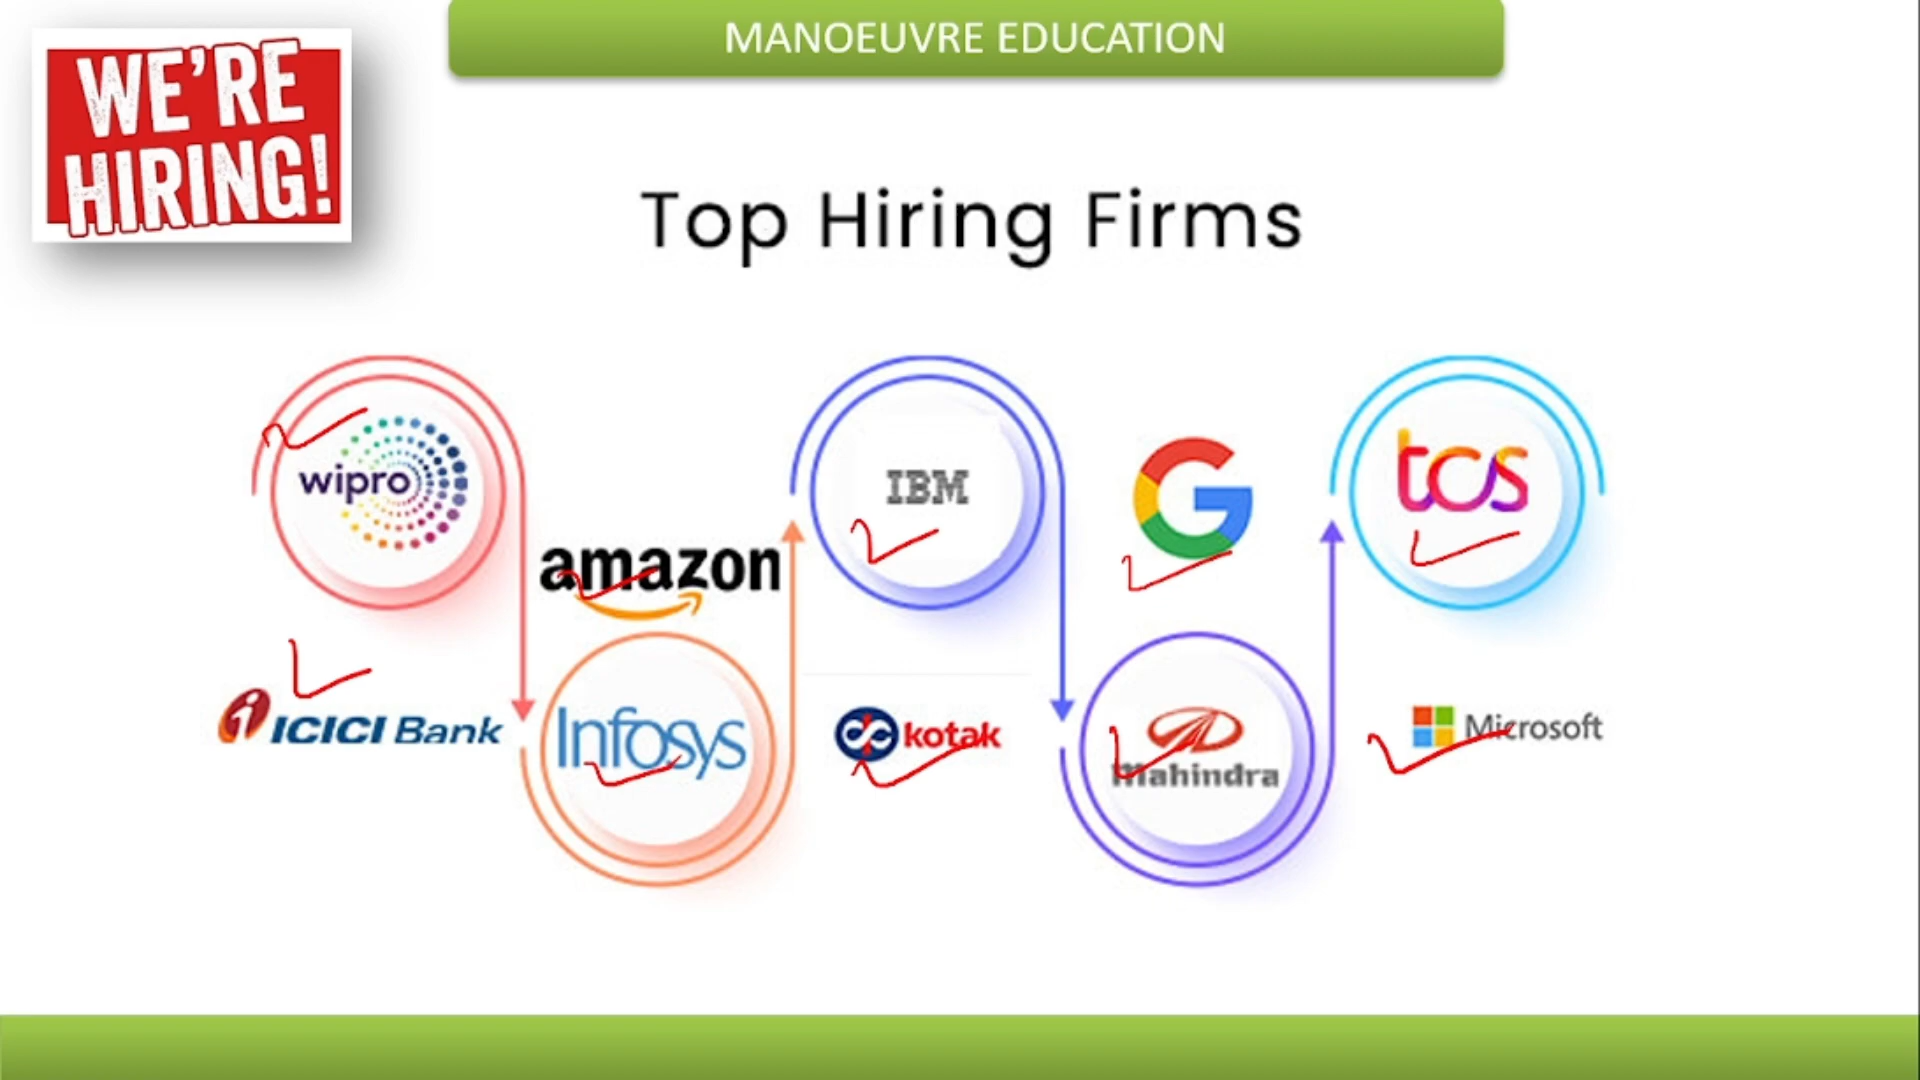 WE'RE
HIRING!
MANOEUVRE EDUCATION
Top Hiring Firms
wipro
amazon
IBM
tcs
ICICI Bank
Infosys
kotak
Mahindra
Microsoft